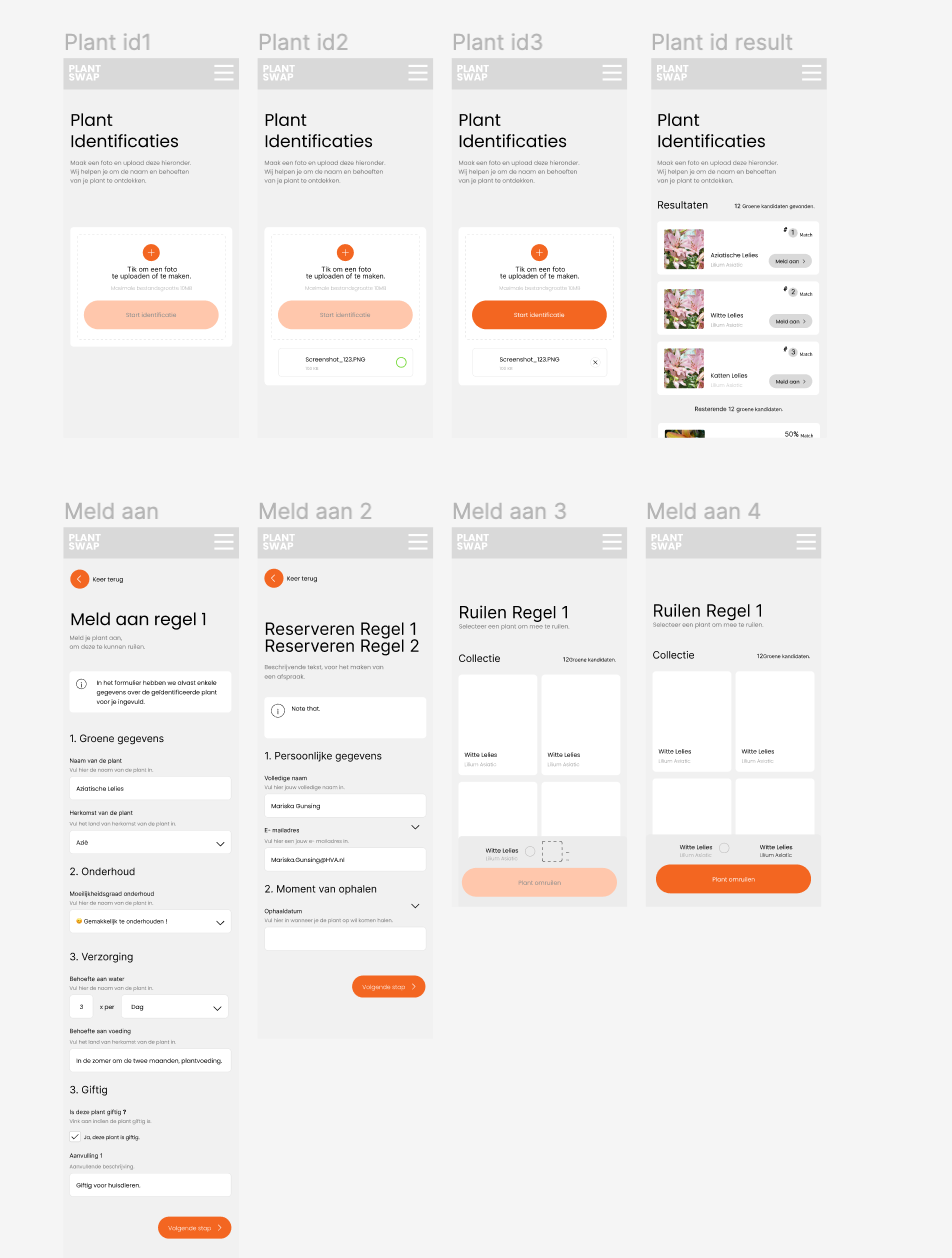 Plant id1
PLANT
SWAP
Plant
Identificaties
Maak een foto en upload deze hieronder.
Wij helpen je om de naam en behoeften
van je plant te ontdekken.
Tik om een foto
te uploaden of te maken.
Maximale bestandsgrootte 10MB
Start identificatie
Plant id2
PLANT
SWAP
Plant
Identificaties
Maak een foto en upload deze hieronder.
Wij helpen je om de naam en behoeften
van je plant te ontdekken.
Tik om een foto
te uploaden of te maken.
Maximale bestandsgrootte 10MB
Start identificatie
Screenshot_123.PNG
Plant id3
PLANT
SWAP
Plant
Identificaties
Maak een foto en upload deze hieronder.
Wij helpen je om de naam en behoeften
van je plant te ontdekken.
Tik om een foto
te uploaden of te maken.
Maximale bestandsgrootte 10MB
Start identificatie
Screenshot_123.PNG
Plant id result
PLANT
SWAP
Plant
Identificaties
Maak een foto en upload deze hieronder.
Wij helpen je om de naam en behoeften
van je plant te ontdekken.
Resultaten 12 Groene kandidaten gevonden.
# 1 Match
Aziatische Lelies
Lilium Asiatic
Meld aan
# 2 Match
Witte Lelies
Lilium Asiatic
Meld aan
# 3 Match
Katten Lelies
Lilium Asiatic
Meld aan
Resterende 12 groene kandidaten.
50% Match
Meld aan
PLANT
SWAP
Keer terug
Meld aan regel 1
Meld je plant aan,
om deze te kunnen ruilen.
In het formulier hebben we alvast enkele
gegevens over de geïdentificeerde plant
voor je ingevuld.
1. Groene gegevens
Naam van de plant
Vul hier de naam van de plant in.
Aziatische Lelies
Herkomst van de plant
Vul het land van herkomst van de plant in.
Azië
2. Onderhoud
Moeilijkheidsgraad onderhoud
Vul hier de naam van de plant in.
Gemakkelijk te onderhouden !
3. Verzorging
Behoefte aan water
Vul hier de naam van de plant in.
3 x per Dag
Behoefte aan voeding
Vul het land van herkomst van de plant in.
In de zomer om de twee maanden, plantvoeding.
3. Giftig
Is deze plant giftig ?
Vink aan indien de plant giftig is.
Ja, deze plant is giftig.
Aanvulling 1
Aanvullende beschrijving.
Giftig voor huisdieren.
Volgende stap
Meld aan 2
PLANT
SWAP
Keer terug
Reserveren Regel 1
Reserveren Regel 2
Beschrijvende tekst, voor het maken van
een afspraak.
Note that.
1. Persoonlijke gegevens
Volledige naam
Vul hier jouw volledige naam in.
Mariska Gunsing
E- mailadres
Vul hier een jouw e- mailadres in.
Mariska.Gunsing@HVA.nl
2. Moment van ophalen
Ophaaldatum
Vul hier in wanneer je de plant op wil komen halen.
Volgende stap
Meld aan 3
PLANT
SWAP
Ruilen Regel 1
Selecteer een plant om mee te ruilen.
Collectie 12Groene kandidaten.
Witte Lelies
Lilium Asiatic
Witte Lelies
Lilium Asiatic
Witte Lelies
Lilium Asiatic
Plant omruilen
Meld aan 4
PLANT
SWAP
Ruilen Regel 1
Selecteer een plant om mee te ruilen.
Collectie 12Groene kandidaten.
Witte Lelies
Lilium Asiatic
Witte Lelies
Lilium Asiatic
Witte Lelies
Lilium Asiatic
Witte Lelies
Lilium Asiatic
Plant omruilen